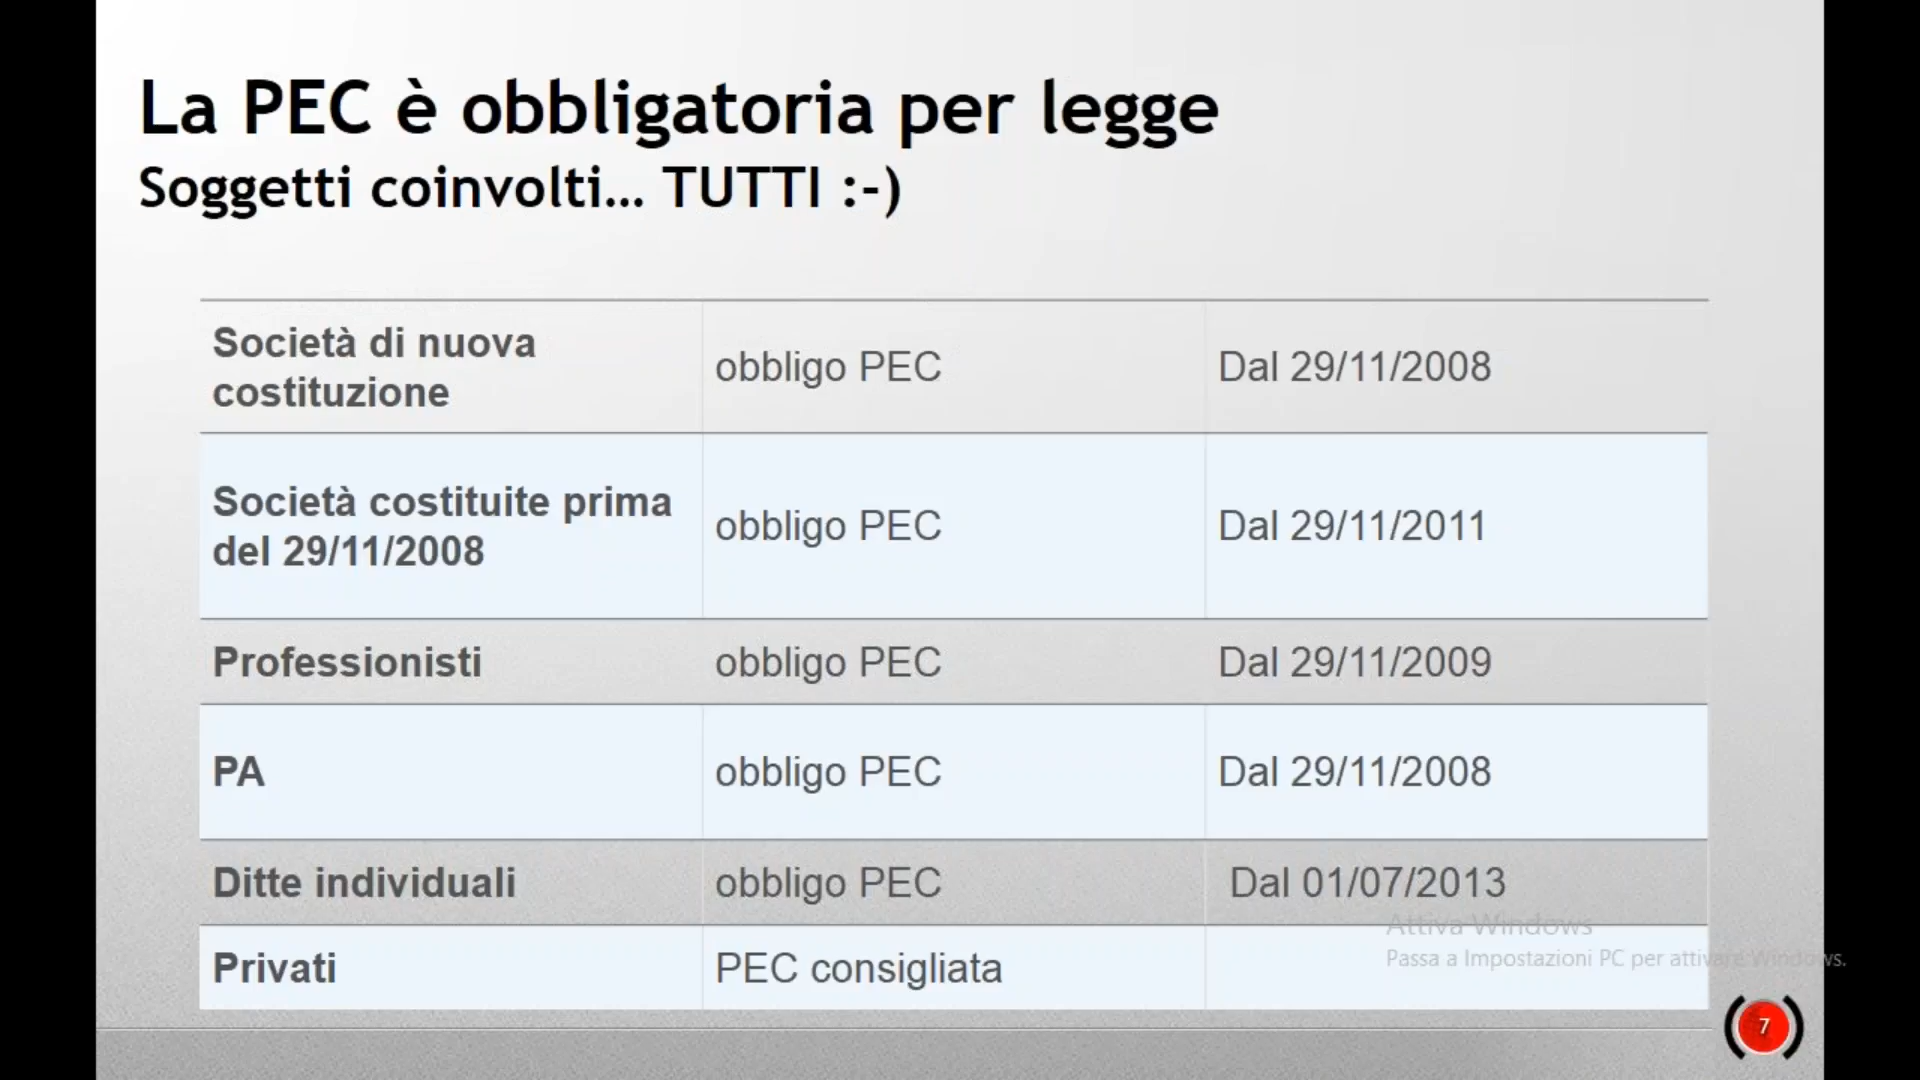 La PEC è obbligatoria per legge
Soggetti coinvolti... TUTTI :-)
Società di nuova
costituzione
obbligo PEC
Dal 29/11/2008
Società costituite prima
del 29/11/2008
obbligo PEC
Dal 29/11/2011
Professionisti
obbligo PEC
Dal 29/11/2009
PA
obbligo PEC
Dal 29/11/2008
Ditte individuali
obbligo PEC
Dal 01/07/2013
Privati
PEC consigliata
Attiva Windows
Passa a Impostazioni PC per attivare Windows.
7